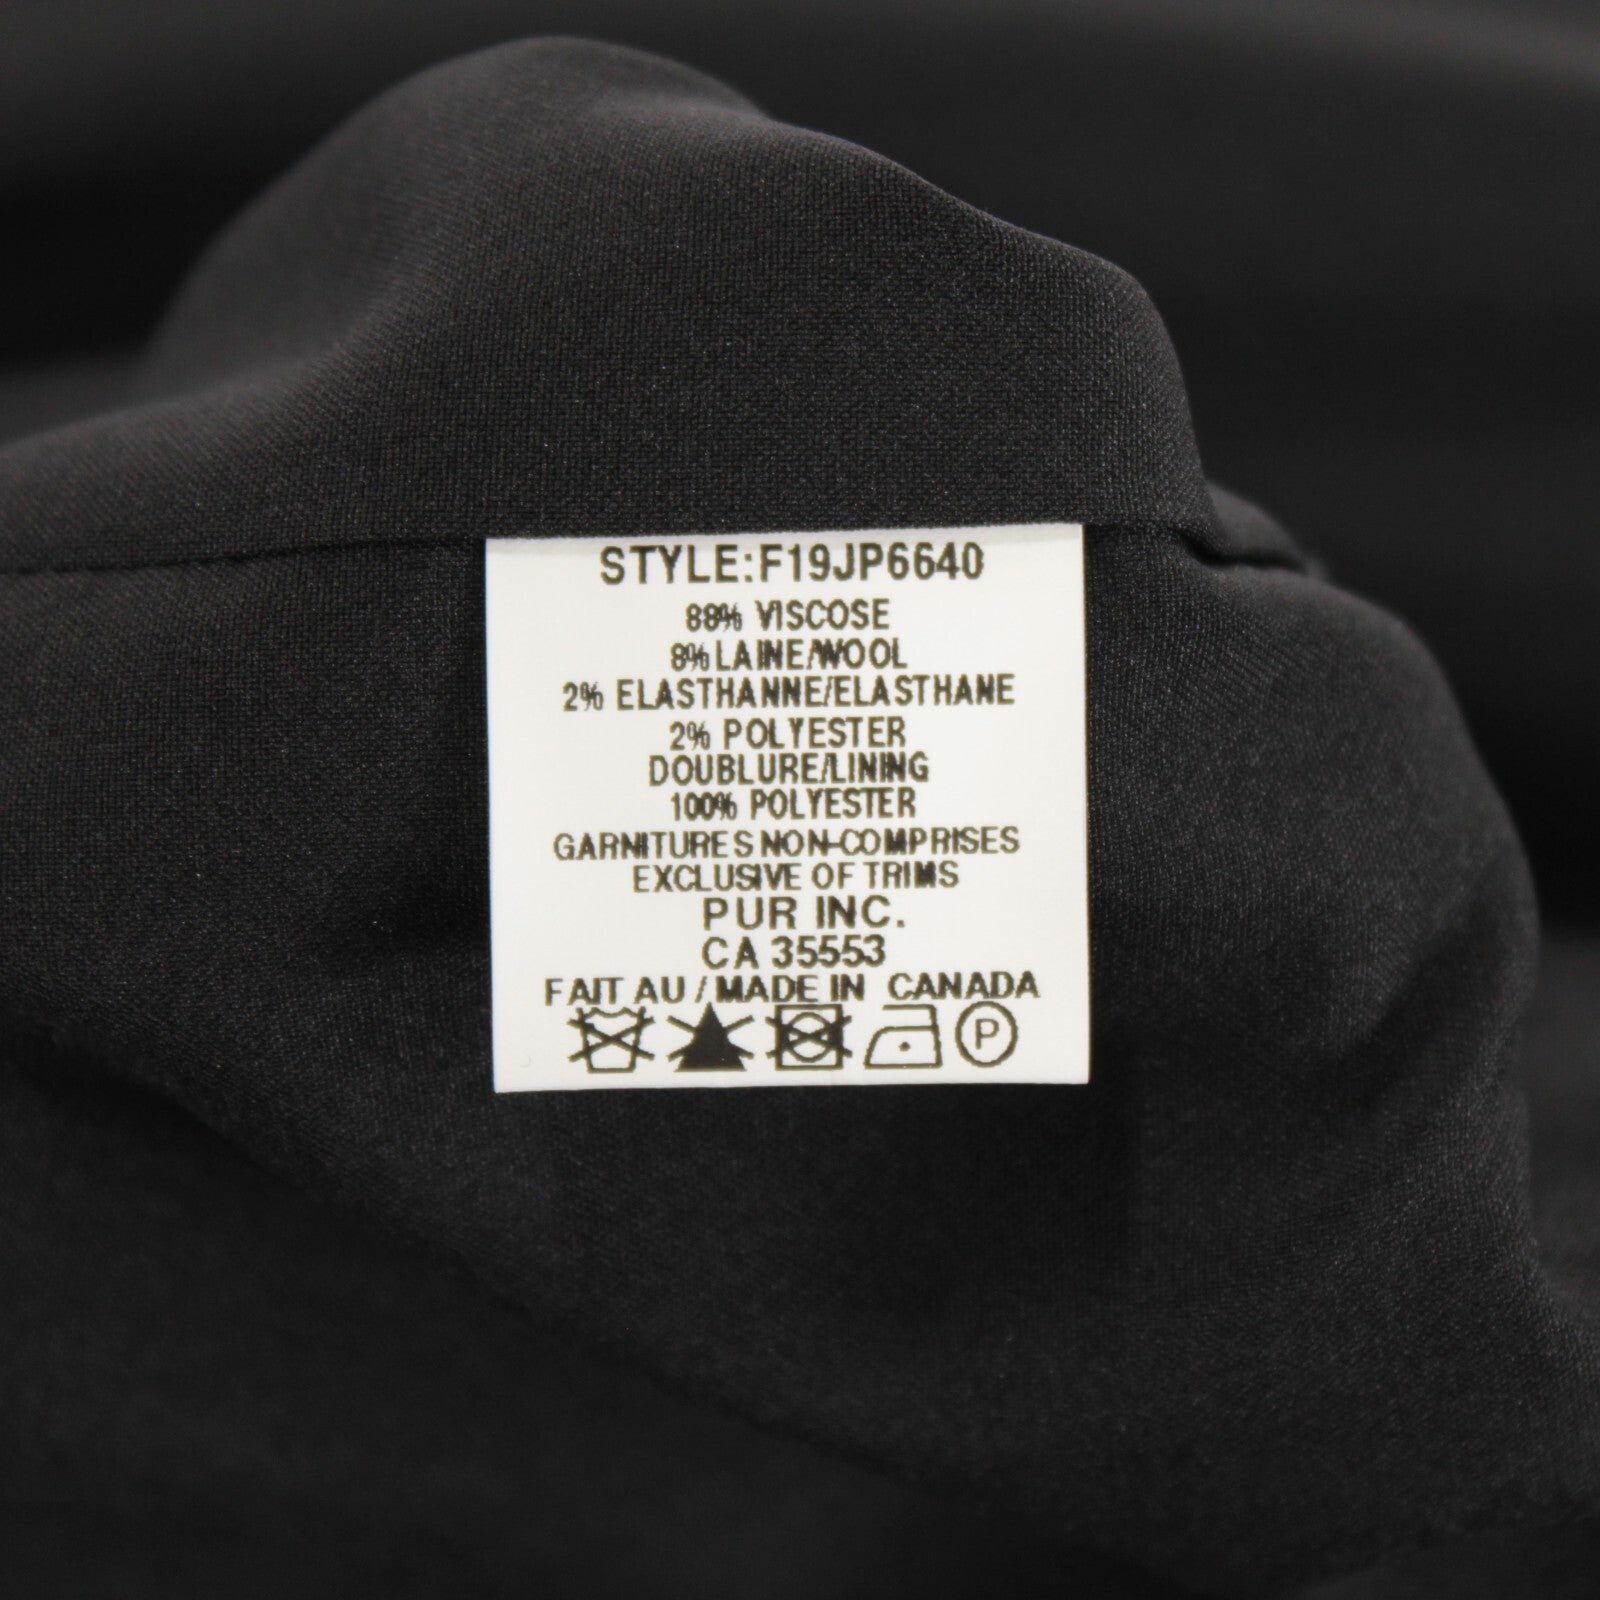 STYLE:F19JP6640
88% VISCOSE
8% LAINE/WOOL
2% ELASTHANNE/ELASTHANE
2% POLYESTER
DOUBLURE/LINING
100% POLYESTER
GARNITURES NON-COMPRISES
EXCLUSIVE OF TRIMS
PUR INC.
CA 35553
FAIT AU / MADE IN CANADA
P